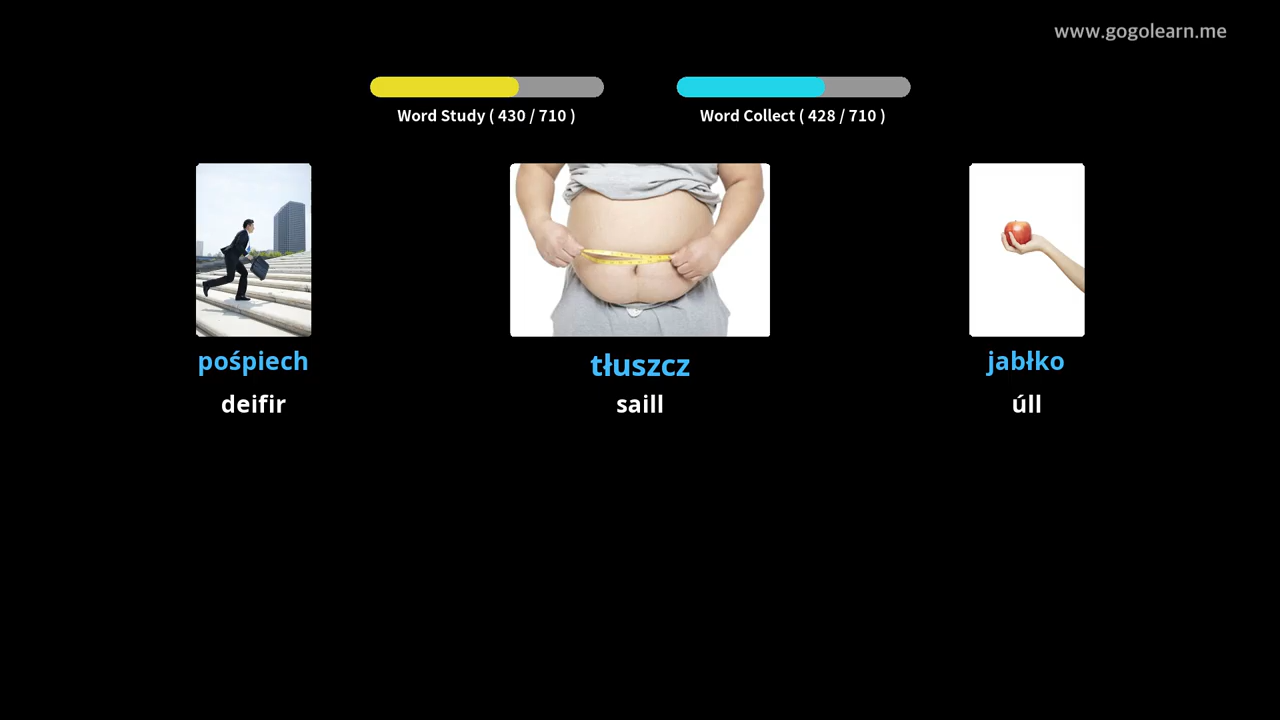 www.gogolearn.me
Word Study ( 430 / 710 )
Word Collect ( 428 / 710 )
pośpiech
tłuszcz
jabłko
deifir
saill
úll